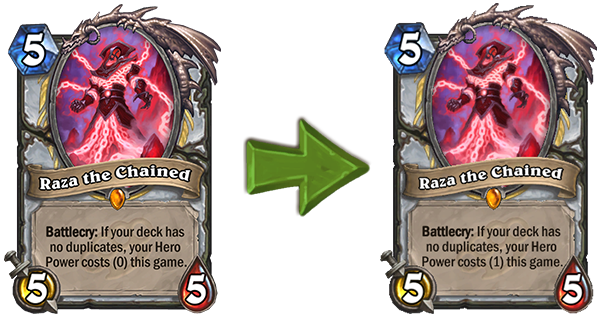 5
Raza the Chained
Battlecry: If your deck has
no duplicates, your Hero
Power costs (0) this game.
5
5
5
Raza the Chained
Battlecry: If your deck has
no duplicates, your Hero
Power costs (1) this game.
5
5